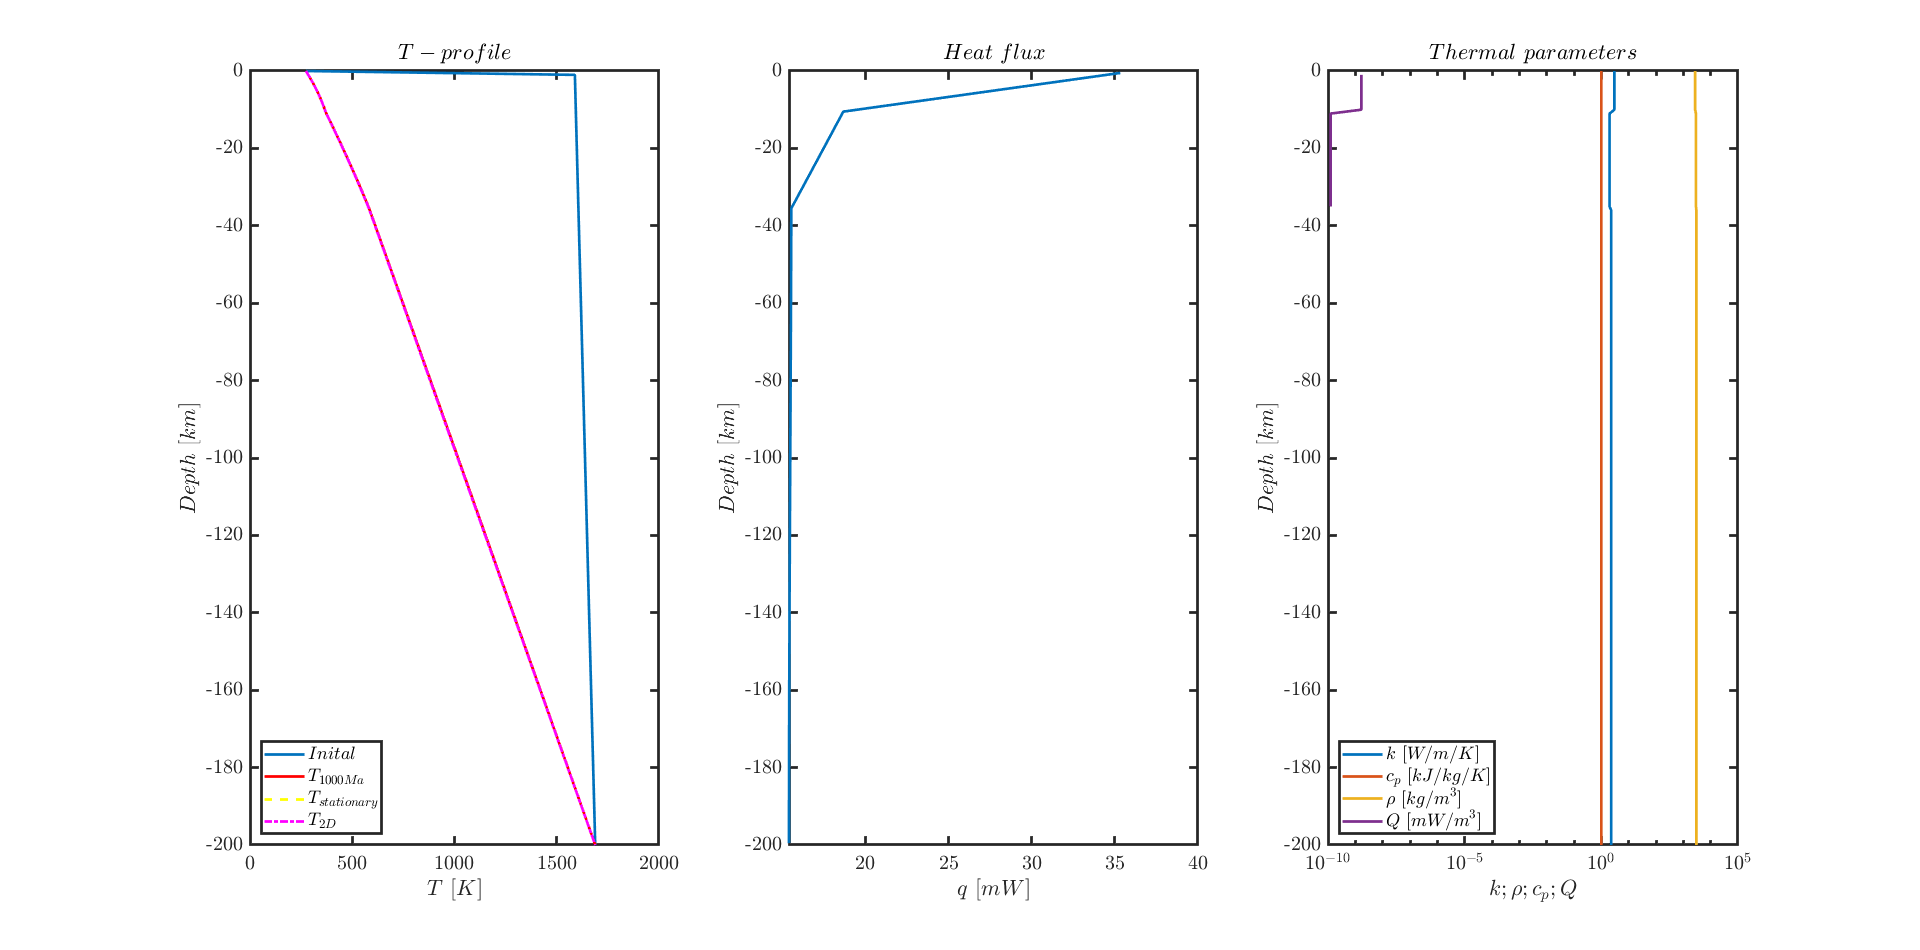 T − profile
0
-20
-40
-60
-80
-100
-120
-140
-160
-180
-200
Depth [km]
0 500 1000 1500 2000
T [K]
Inital
T1000Ma
Tstationary
T2D
Heat flux
0
-20
-40
-60
-80
-100
-120
-140
-160
-180
-200
Depth [km]
20 25 30 35 40
q [mW]
Thermal parameters
0
-20
-40
-60
-80
-100
-120
-140
-160
-180
-200
Depth [km]
10⁻¹⁰ 10⁻⁵ 10⁰ 10⁵
k; ρ; cp; Q
k [W/m/K]
cp [kJ/kg/K]
ρ [kg/m³]
Q [mW/m³]